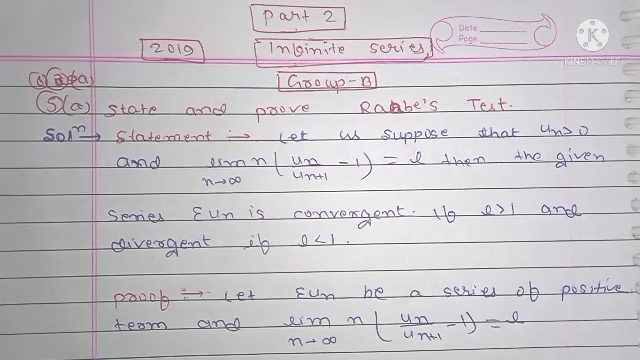 Part 2
2019 Infinite series,
Group-B
5(a) State and prove Raabe's Test.
Solⁿ→ Statement :→ Let us suppose that un>0
and lim n→∞ n(un/un+1 -1) = l then the given
series Σun is convergent. If l>1 and
divergent if l<1.
Proof :→ Let Σun be a series of positive
term and lim n→∞ n(un/un+1 -1) = l
Date
Page
K
KINEMASTER